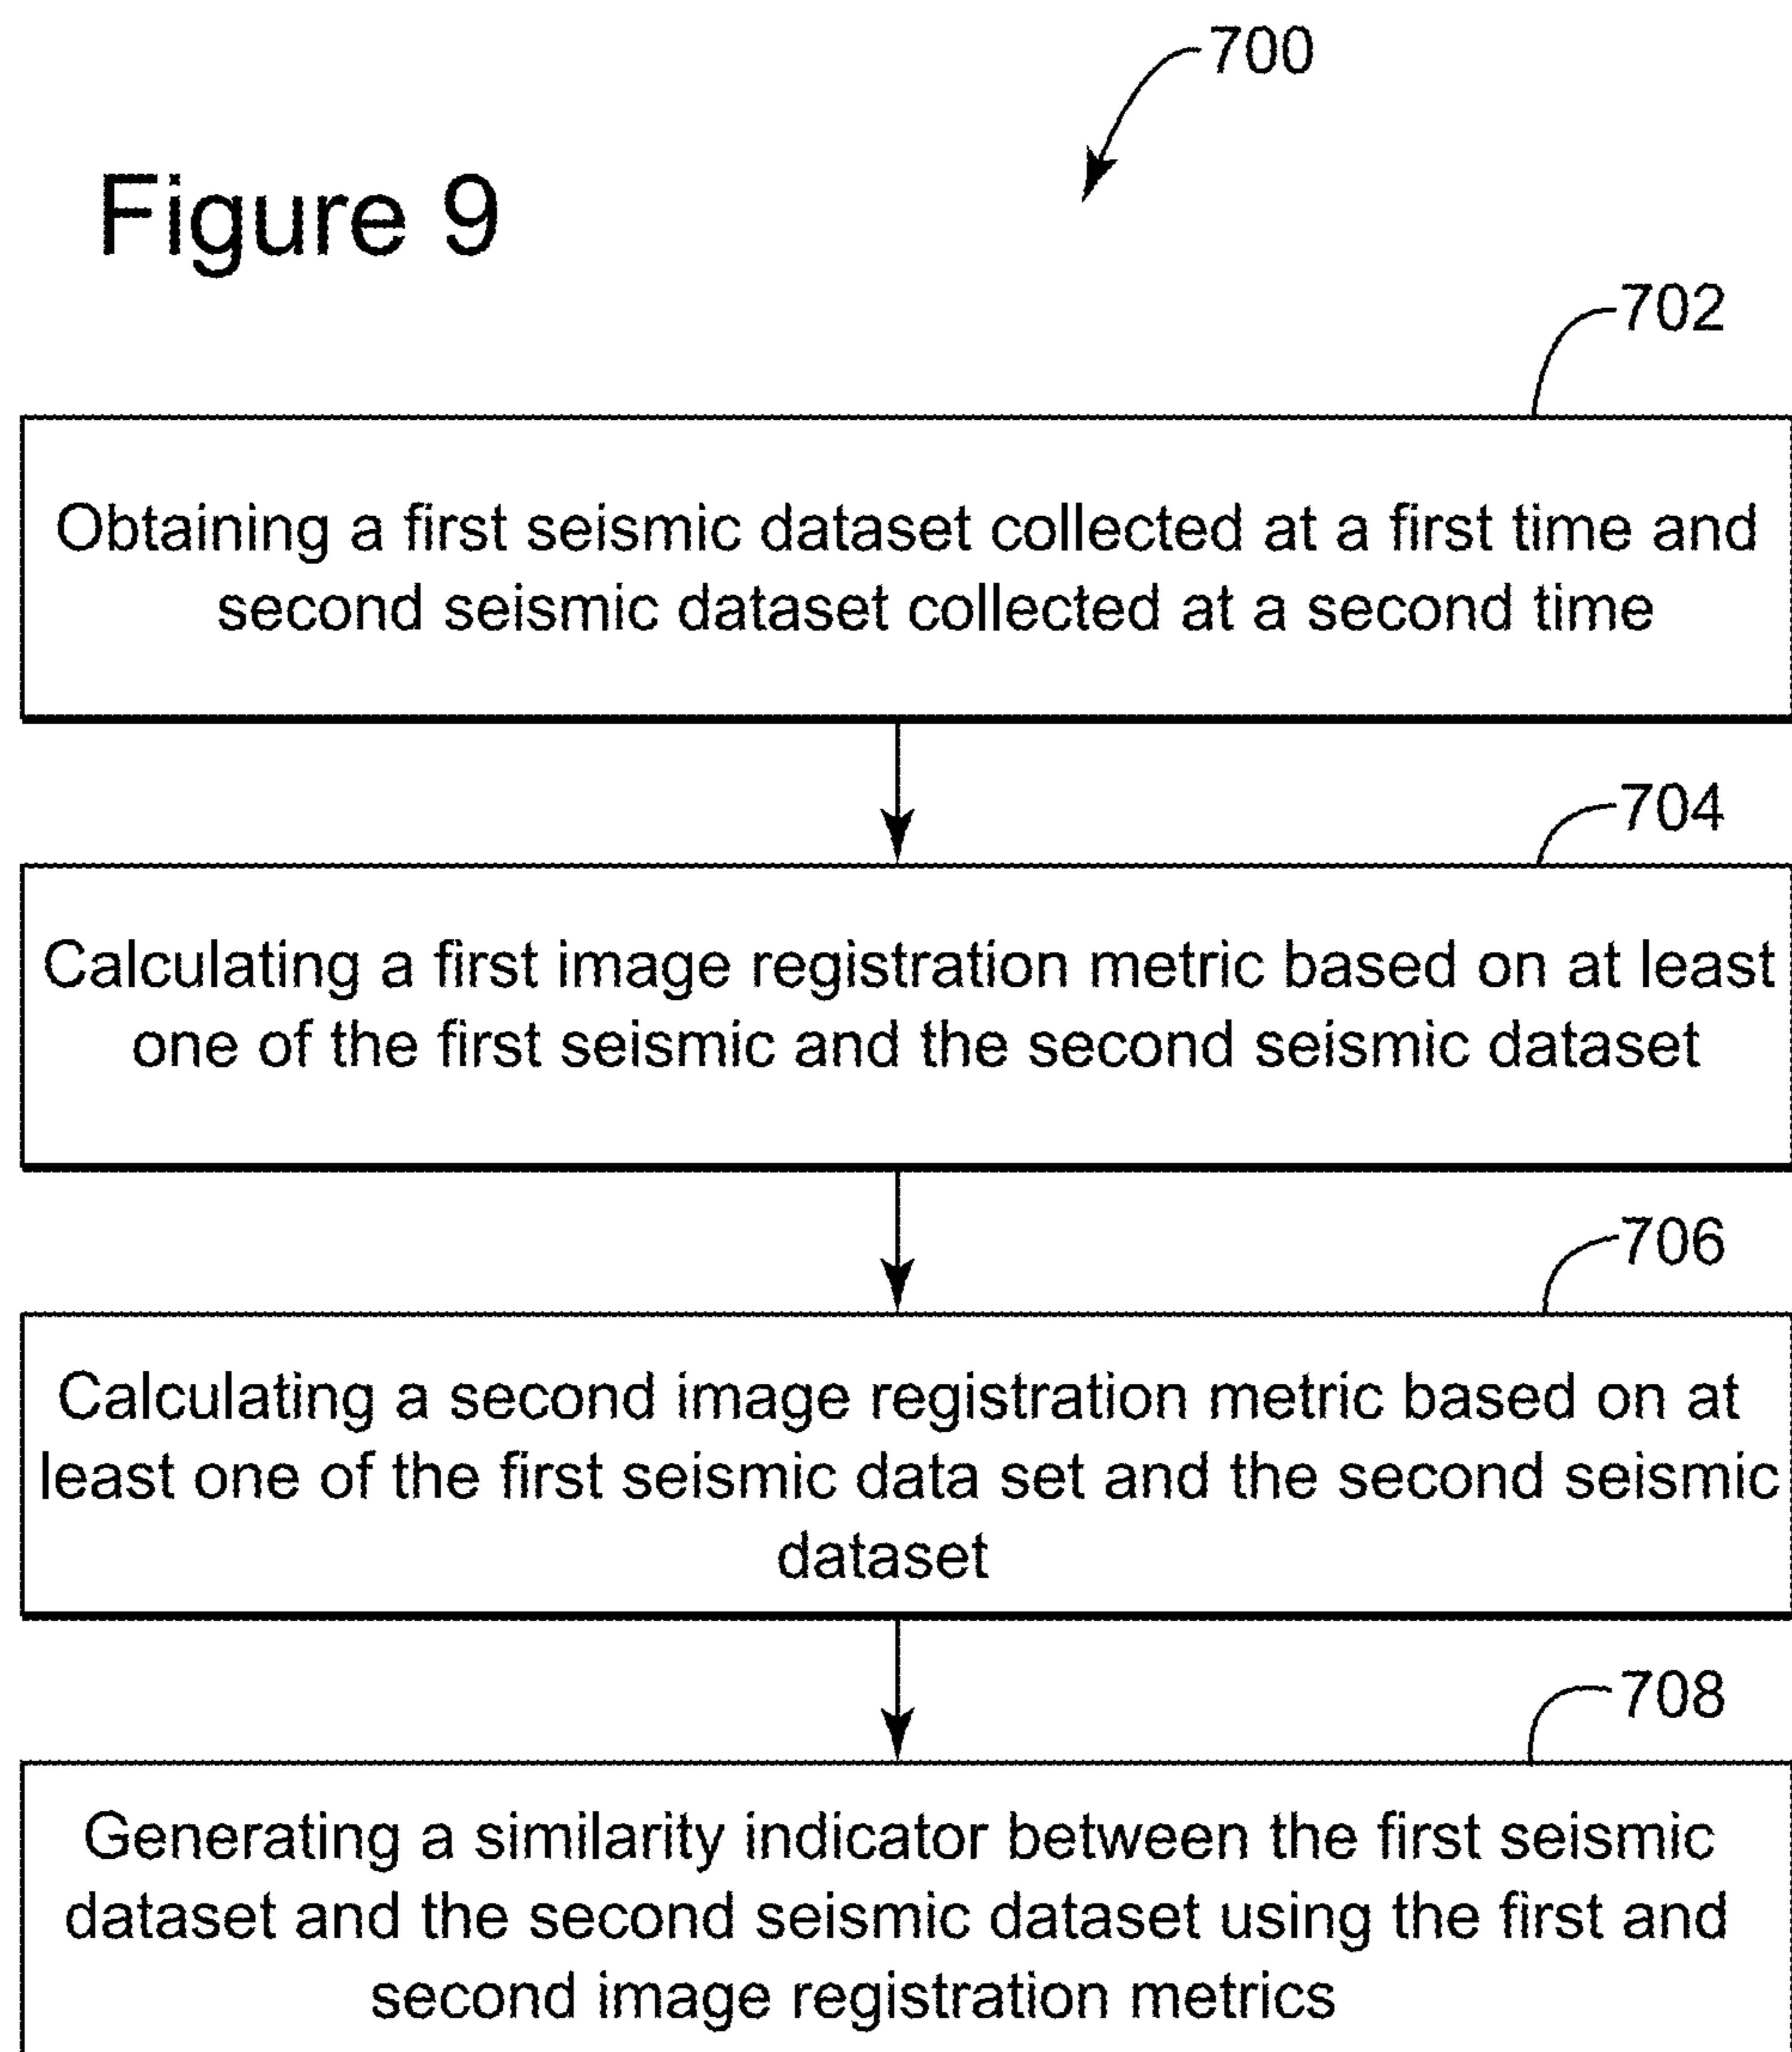 700
Figure 9
702
Obtaining a first seismic dataset collected at a first time and
second seismic dataset collected at a second time
704
Calculating a first image registration metric based on at least
one of the first seismic and the second seismic dataset
706
Calculating a second image registration metric based on at
least one of the first seismic data set and the second seismic
dataset
708
Generating a similarity indicator between the first seismic
dataset and the second seismic dataset using the first and
second image registration metrics